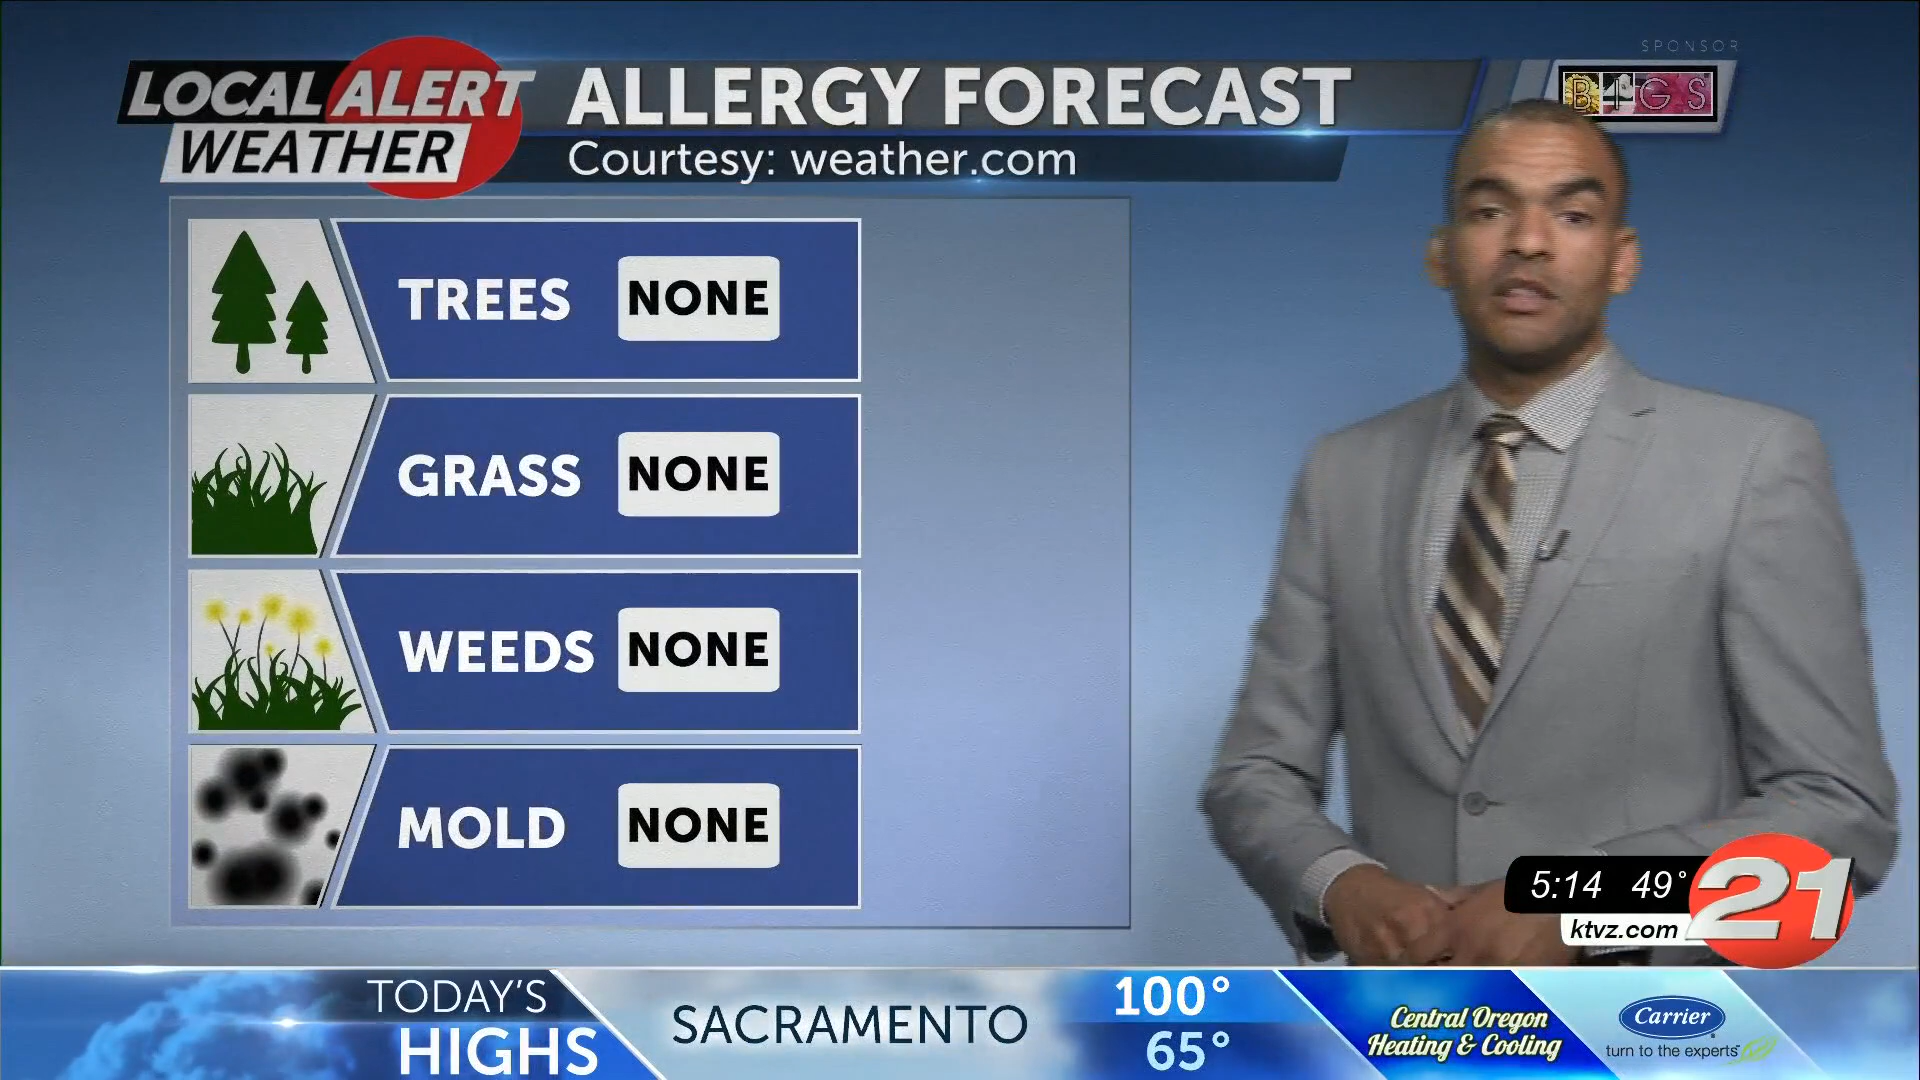 SPONSOR
LOCAL ALERT
WEATHER
ALLERGY FORECAST
Courtesy: weather.com
BIGS
TREES NONE
GRASS NONE
WEEDS NONE
MOLD NONE
5:14 49°
21
ktvz.com
TODAY'S
HIGHS
SACRAMENTO
100°
65°
Central Oregon
Heating & Cooling
Carrier
turn to the experts